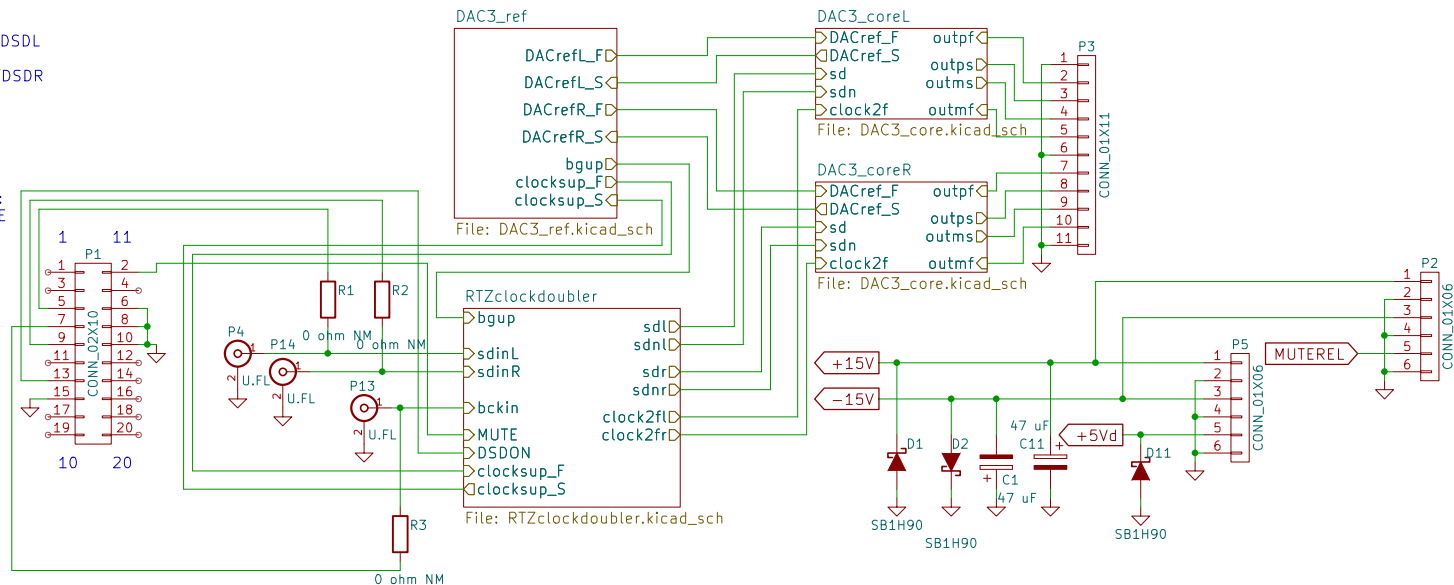 DSDL
DSDR
E
DAC3_ref
DACrefL_F
DACrefL_S
DACrefR_F
DACrefR_S
bgup
clocksup_F
clocksup_S
File: DAC3_ref.kicad_sch
DAC3_coreL
DACref_F
DACref_S
sd
sdn
clock2f
outpf
outps
outms
outmf
File: DAC3_core.kicad_sch
DAC3_coreR
DACref_F
DACref_S
sd
sdn
clock2f
outpf
outps
outms
outmf
File: DAC3_core.kicad_sch
P3
1
2
3
4
5
6
7
8
9
10
11
CONN_01X11
1 11
P1
1 2
3 4
5 6
7 8
9 10
11 12
13 14
15 16
17 18
19 20
CONN_02X10
10 20
R1
0 ohm NM
R2
0 ohm NM
P4
1
2
U.FL
P14
1
2
U.FL
P13
1
2
U.FL
R3
0 ohm NM
RTZclockdoubler
bgup
sdinL
sdinR
bckin
MUTE
DSDON
clocksup_F
clocksup_S
sdl
sdnl
sdr
sdnr
clock2fl
clock2fr
File: RTZclockdoubler.kicad_sch
+15V
-15V
+5Vd
MUTEREL
D1
SB1H90
D2
SB1H90
+
C1
47 uF
47 uF
C11
+
D11
SB1H90
P5
1
2
3
4
5
6
CONN_01X06
P2
1
2
3
4
5
6
CONN_01X06